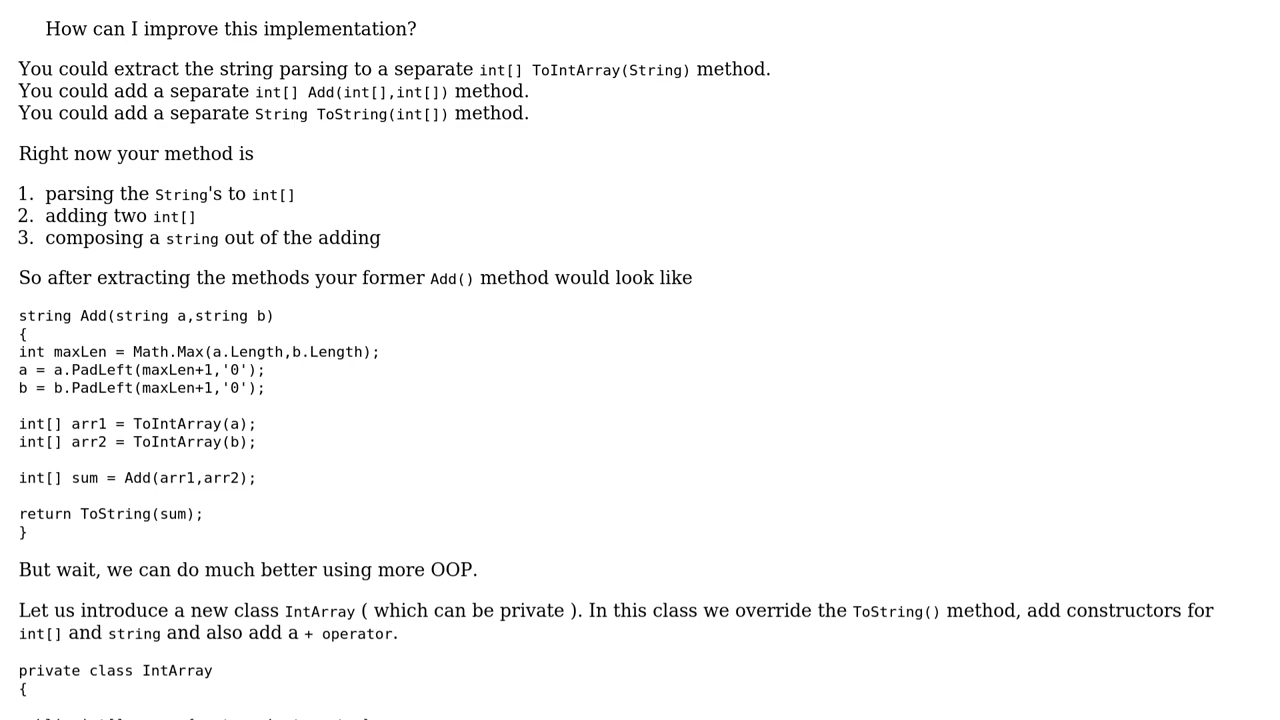 How can I improve this implementation?
You could extract the string parsing to a separate int[] ToIntArray(String) method.
You could add a separate int[] Add(int[],int[]) method.
You could add a separate String ToString(int[]) method.
Right now your method is
1. parsing the String's to int[]
2. adding two int[]
3. composing a string out of the adding
So after extracting the methods your former Add() method would look like
string Add(string a,string b)
{
int maxLen = Math.Max(a.Length,b.Length);
a = a.PadLeft(maxLen+1,'0');
b = b.PadLeft(maxLen+1,'0');
int[] arr1 = ToIntArray(a);
int[] arr2 = ToIntArray(b);
int[] sum = Add(arr1,arr2);
return ToString(sum);
}
But wait, we can do much better using more OOP.
Let us introduce a new class IntArray ( which can be private ). In this class we override the ToString() method, add constructors for
int[] and string and also add a + operator.
private class IntArray
{